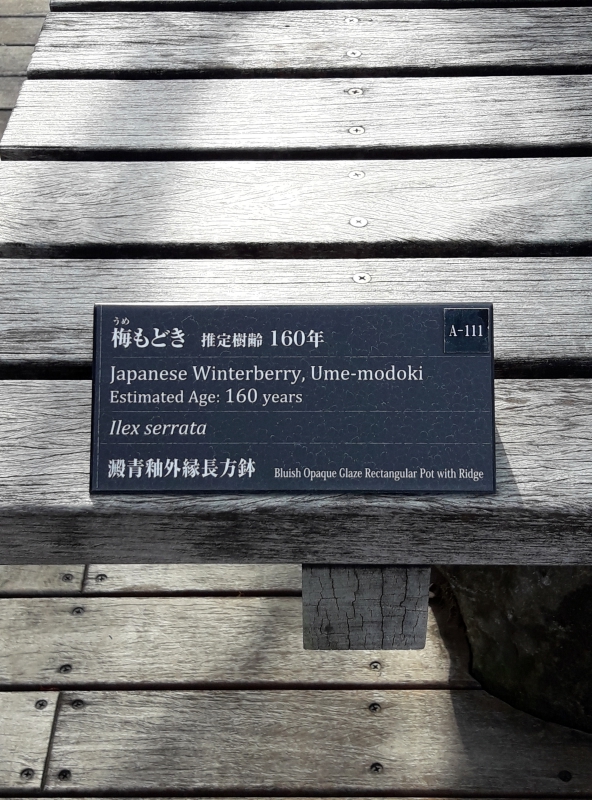 うめ
梅もどき 推定樹齢 160年
A-111
Japanese Winterberry, Ume-modoki
Estimated Age: 160 years
Ilex serrata
澱青釉外縁長方鉢 Bluish Opaque Glaze Rectangular Pot with Ridge